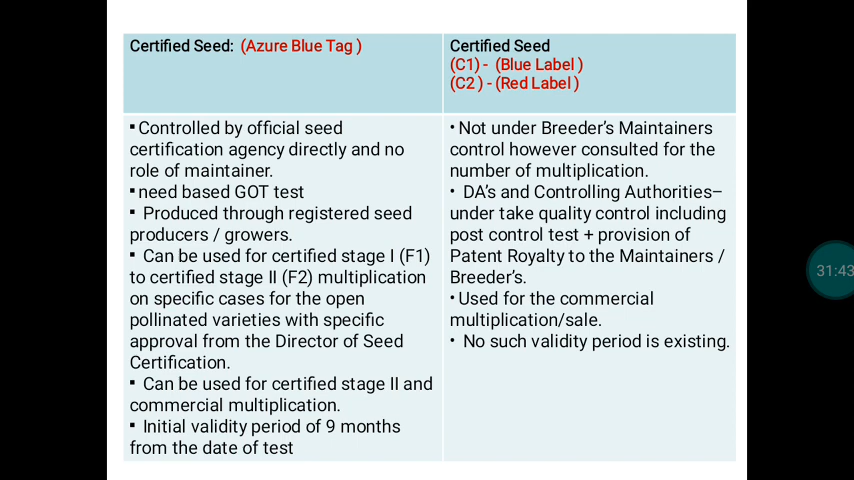 Certified Seed: (Azure Blue Tag )
▪Controlled by official seed
certification agency directly and no
role of maintainer.
▪need based GOT test
▪ Produced through registered seed
producers / growers.
▪ Can be used for certified stage I (F1)
to certified stage II (F2) multiplication
on specific cases for the open
pollinated varieties with specific
approval from the Director of Seed
Certification.
▪ Can be used for certified stage II and
commercial multiplication.
▪ Initial validity period of 9 months
from the date of test
Certified Seed
(C1) - (Blue Label )
(C2 ) - (Red Label )
• Not under Breeder’s Maintainers
control however consulted for the
number of multiplication.
• DA’s and Controlling Authorities–
under take quality control including
post control test + provision of
Patent Royalty to the Maintainers /
Breeder’s.
• Used for the commercial
multiplication/sale.
• No such validity period is existing.
31:43